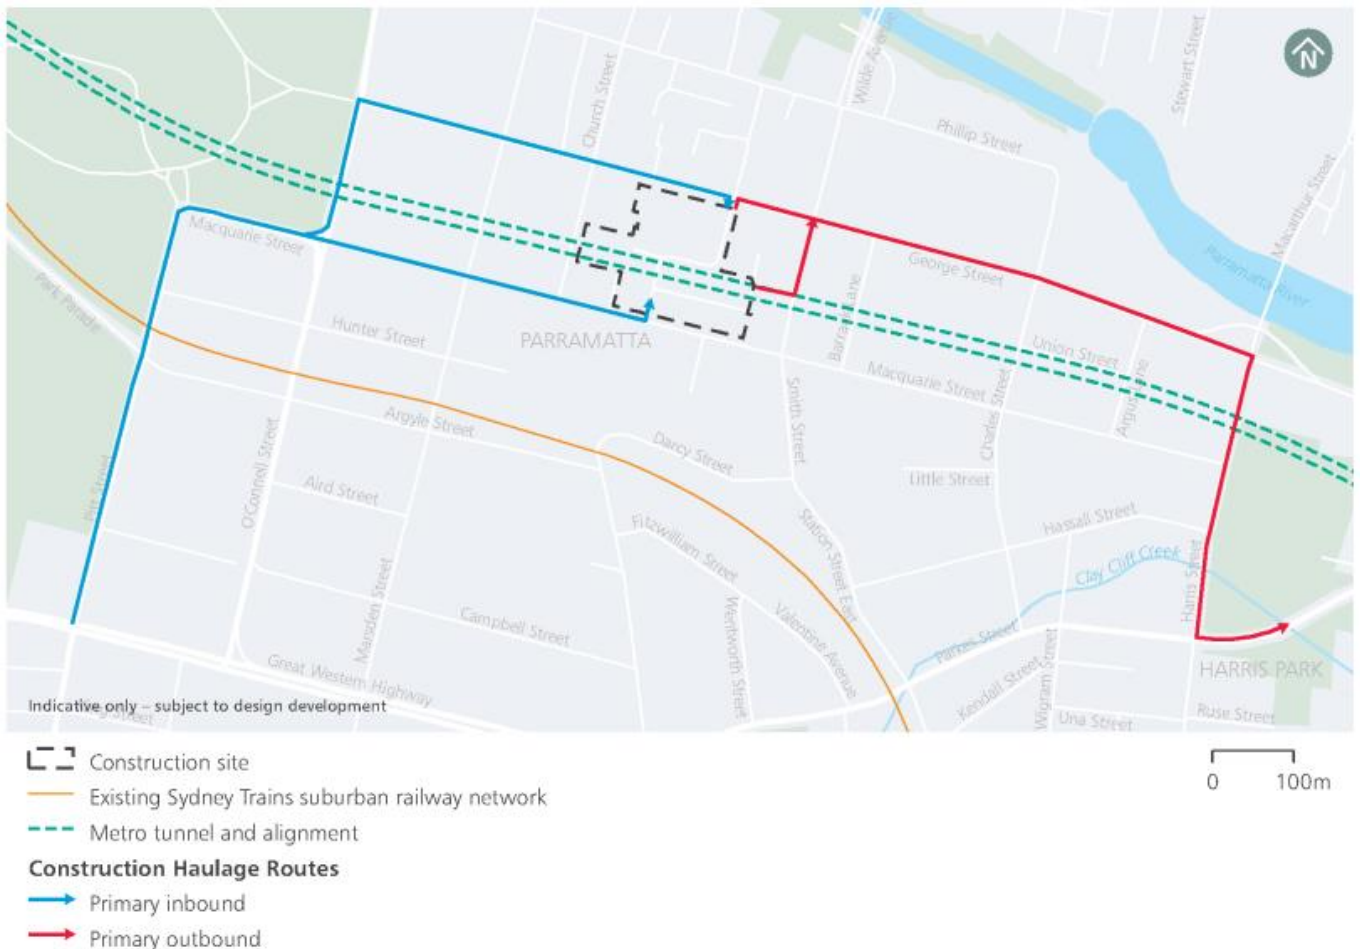 N
Stewart Street
Wilde Avenue
Church Street
Phillip Street
Macarthur Street
Macquarie Street
George Street
Parramatta River
Park Parade
Hunter Street
PARRAMATTA
Barrack Lane
Union Street
Macquarie Street
Argus Lane
Smith Street
Charles Street
Argyle Street
Darcy Street
Little Street
O'Connell Street
Pitt Street
Aird Street
Station Street East
Hassall Street
Fitzwilliam Street
Clay Cliff Creek
Harris Street
Marsden Street
Campbell Street
Wentworth Street
Valentine Avenue
Parkes Street
Great Western Highway
Kendall Street
Wigram Street
HARRIS PARK
Indicative only – subject to design development
Street
Una Street
Ruse Street
Construction site
0 100m
Existing Sydney Trains suburban railway network
Metro tunnel and alignment
Construction Haulage Routes
Primary inbound
Primary outbound